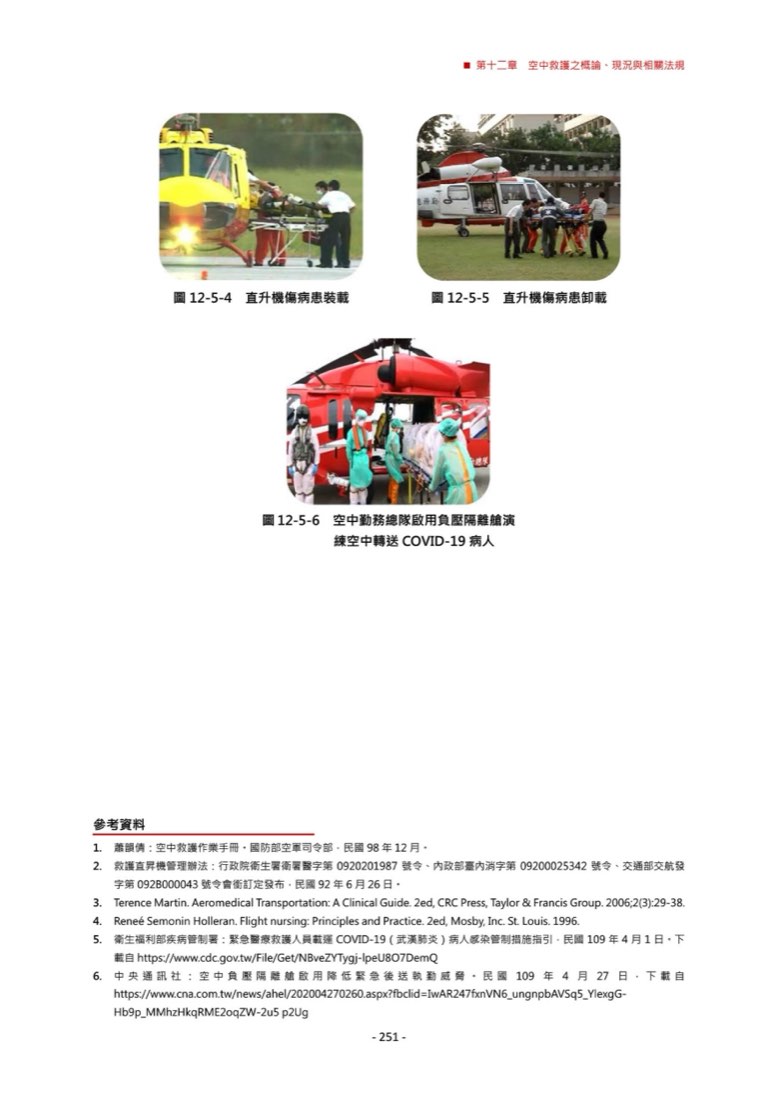 ■ 第十二章　空中救護之概論、現況與相關法規
圖 12-5-4　直升機傷病患裝載
圖 12-5-5　直升機傷病患卸載
圖 12-5-6　空中勤務總隊啟用負壓隔離艙演
練空中轉送 COVID-19 病人
參考資料
1. 蕭韻倩：空中救護作業手冊。國防部空軍司令部，民國 98 年 12 月。
2. 救護直昇機管理辦法：行政院衛生署衛署醫字第 0920201987 號令、內政部臺內消字第 09200025342 號令、交通部交航發
字第 092B000043 號令會銜訂定發布，民國 92 年 6 月 26 日。
3. Terence Martin. Aeromedical Transportation: A Clinical Guide. 2ed, CRC Press, Taylor & Francis Group. 2006;2(3):29-38.
4. Reneé Semonin Holleran. Flight nursing: Principles and Practice. 2ed, Mosby, Inc. St. Louis. 1996.
5. 衛生福利部疾病管制署：緊急醫療救護人員載運 COVID-19（武漢肺炎）病人感染管制措施指引，民國 109 年 4 月 1 日。下
載自 https://www.cdc.gov.tw/File/Get/NBveZYTygj-lpeU8O7DemQ
6. 中央通訊社：空中負壓隔離艙啟用降低緊急後送執勤威脅。民國 109 年 4 月 27 日，下載自
https://www.cna.com.tw/news/ahel/202004270260.aspx?fbclid=IwAR247fxnVN6_ungnpbAVSq5_YlexgG-
Hb9p_MMhzHkqRME2oqZW-2u5 p2Ug
- 251 -